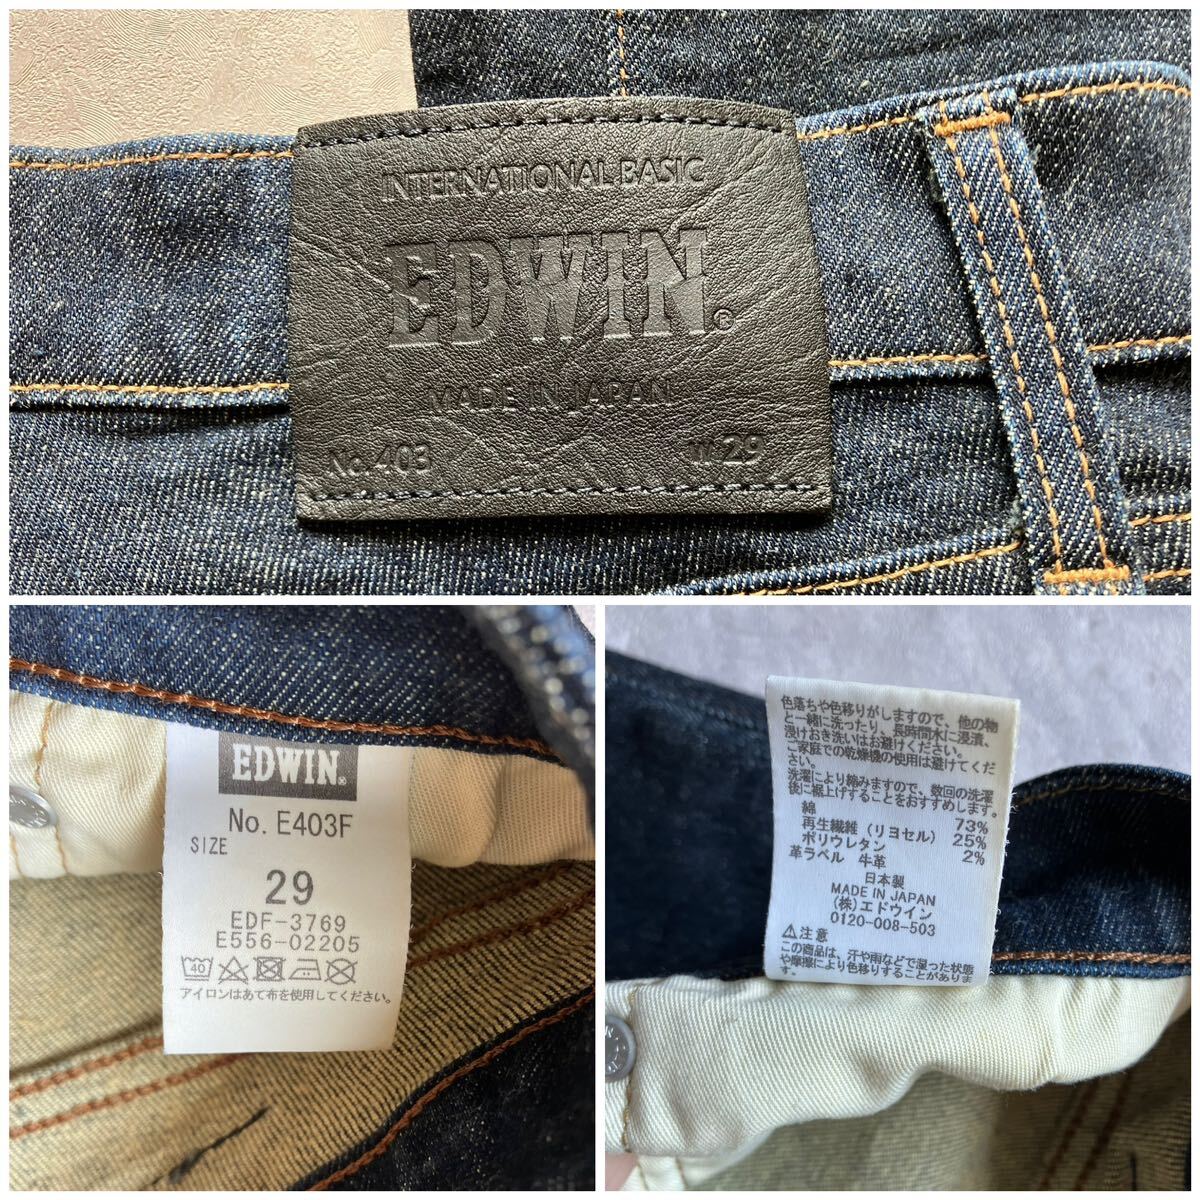 INTERNATIONAL BASIC
EDWIN®
MADE IN JAPAN
No.403 W.29
EDWIN®
No. E403F
SIZE
29
EDF-3769
E556-02205
40
アイロンはあて布を使用してください。
色落ちや色移りがしますので、他の物
と一緒に洗ったり、長時間水に浸漬、
浸けおき洗いはお避けください。
ご家庭での乾燥機の使用は避けてくだ
さい。
洗濯により縮みますので、数回の洗濯
後に裾上げすることをおすすめします。
綿 73%
再生繊維（リヨセル） 25%
ポリウレタン 2%
革ラベル 牛革
日本製
MADE IN JAPAN
(株)エドウイン
0120-008-503
⚠注意
この商品は、汗や雨などで湿った状態
や摩擦により色移りすることがありま
す。